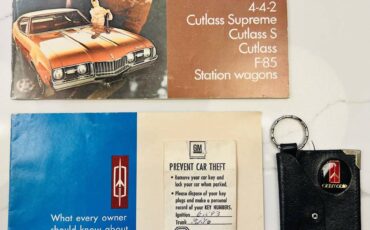 4-4-2
Cutlass Supreme
Cutlass S
Cutlass
F-85
Station wagons
GM
PREVENT CAR THEFT
• Remove your car key and
lock your car when parked.
• Please dispose of your key
plugs and make a personal
record of your KEY NUMBERS.
Ignition
Trunk
What every owner
should know about